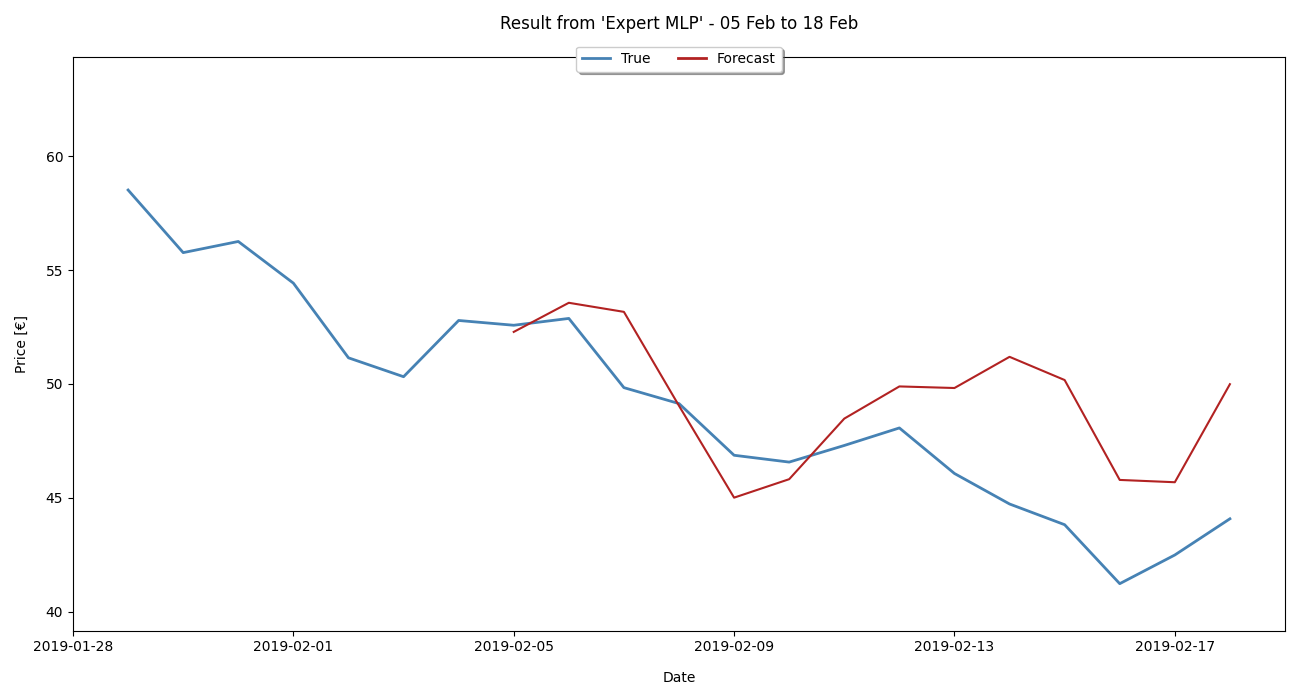 Result from 'Expert MLP' - 05 Feb to 18 Feb
True Forecast
Price [€]
60
55
50
45
40
2019-01-28 2019-02-01 2019-02-05 2019-02-09 2019-02-13 2019-02-17
Date